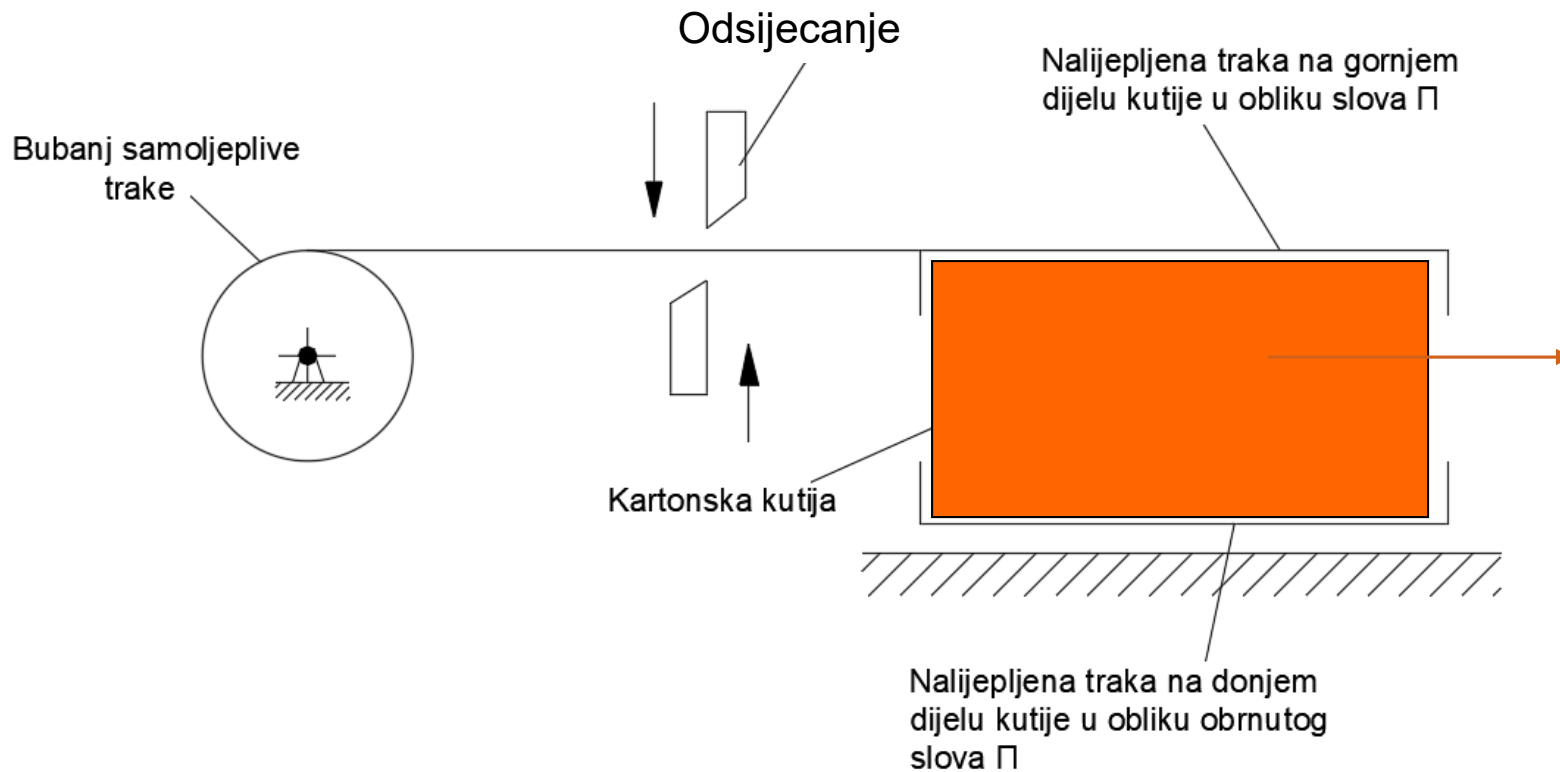 Odsijecanje
Nalijepljena traka na gornjem
dijelu kutije u obliku slova Π
Bubanj samoljeplive
trake
Kartonska kutija
Nalijepljena traka na donjem
dijelu kutije u obliku obrnutog
slova Π